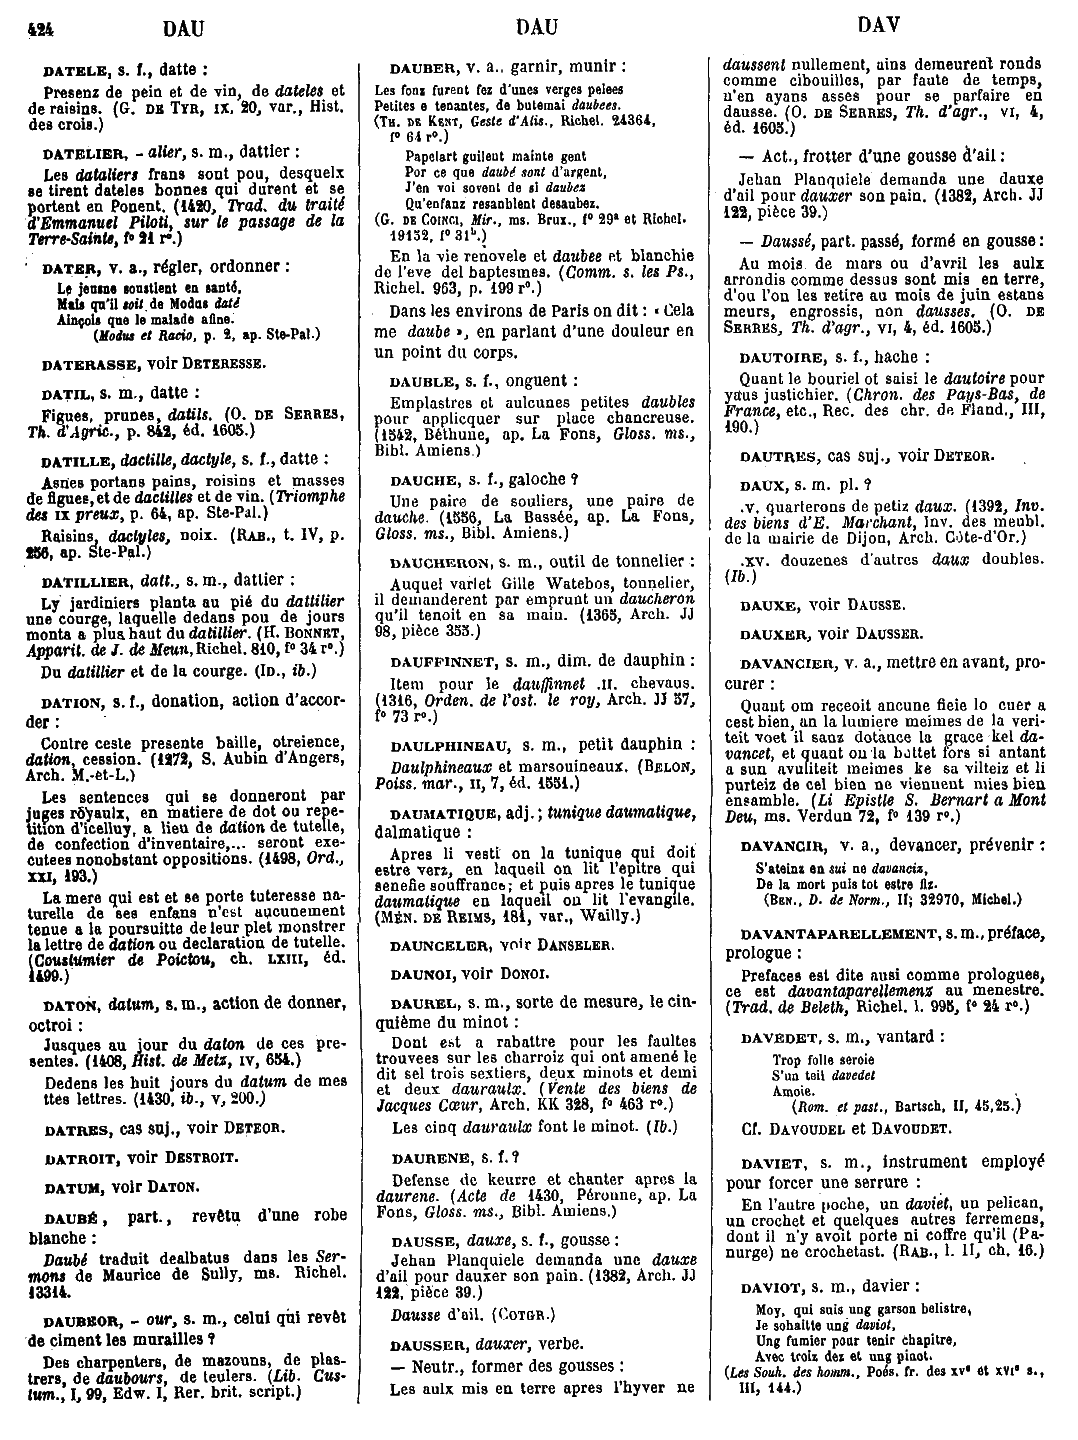 424 DAU DAU DAV
DATELE, s. f., datte :
Presenz de pein et de vin, de dateles et
de raisins. (G. DE TYR, IX, 20, var., Hist.
des crois.)
DATELIER, - alier, s. m., dattier :
Les dataliers frans sont pou, desquelx
se tirent dateles bonnes qui durent et se
portent en Ponent. (1420, Trad. du traité
d'Emmanuel Piloti, sur le passage de la
Terre-Sainte, f° 21 r°.)
DATER, v. a., régler, ordonner :
Le jeusne soustient en santé,
Mais qu'il soit de Modus daté
Ainçois que le malade afine.
(Modus et Racio, p. 2, ap. Ste-Pal.)
DATERASSE, voir DETERESSE.
DATIL, s. m., datte :
Figues, prunes, datils. (O. DE SERRES,
Th. d'Agric., p. 842, éd. 1605.)
DATILLE, dactille, dactyle, s. f., datte :
Asnes portans pains, roisins et masses
de figues, et de dactilles et de vin. (Triomphe
des IX preux, p. 64, ap. Ste-Pal.)
Raisins, dactyles, noix. (RAB., t. IV, p.
256, ap. Ste-Pal.)
DATILLIER, datt., s. m., dattier :
Ly jardiniers planta au pié du dattilier
une courge, laquelle dedans pou de jours
monta a plus haut du datillier. (H. BONNET,
Apparit. de J. de Meun, Richel. 810, f° 34 r°.)
Du datillier et de la courge. (ID., ib.)
DATION, s. f., donation, action d'accor-
der :
Contre ceste presente baille, otreience,
dation, cession. (1272, S. Aubin d'Angers,
Arch. M.-et-L.)
Les sentences qui se donneront par
juges royaulx, en matiere de dot ou repe-
tition d'icelluy, a lieu de dation de tutelle,
de confection d'inventaire,... seront exe-
cutees nonobstant oppositions. (1498, Ord.,
XXI, 193.)
La mere qui est et se porte tuteresse na-
turelle de ses enfans n'est aucunement
tenue a la poursuitte de leur plet monstrer
la lettre de dation ou declaration de tutelle.
(Coustumier de Poictou, ch. LXIII, éd.
1499.)
DATON, datum, s. m., action de donner,
octroi :
Jusques au jour du daton de ces pre-
sentes. (1408, Hist. de Metz, IV, 654.)
Dedens les huit jours du datum de mes
ttes lettres. (1430, ib., V, 200.)
DATRES, cas suj., voir DETEOR.
DATROIT, voir DESTROIT.
DATUM, voir DATON.
DAUBÉ, part., revêtu d'une robe
blanche :
Daubé traduit dealbatus dans les Ser-
mons de Maurice de Sully, ms. Richel.
13314.
DAUBEOR, - our, s. m., celui qui revêt
de ciment les murailles ?
Des charpenters, de mazouns, de plas-
trers, de daubours, de teulers. (Lib. Cus-
tum., I, 99, Edw. I, Rer. brit. script.)
DAUBER, v. a., garnir, munir :
Les fonz furent fez d'unes verges pelees
Petites e tenantes, de butemai daubees.
(TH. DE KENT, Geste d'Alis., Richel. 24364,
f° 64 r°.)
Papelart guilent mainte gent
Por ce que daubé sont d'argent,
J'en voi sovent de si daubez
Qu'enfanz resanblent desaubez.
(G. DE COINCI, Mir., ms. Brux., f° 29ª et Richel.
19152, f° 31ᵇ.)
En la vie renovele et daubee et blanchie
de l'eve del baptesmes. (Comm. s. les Ps.,
Richel. 963, p. 199 r°.)
Dans les environs de Paris on dit : « Cela
me daube », en parlant d'une douleur en
un point du corps.
DAUBLE, s. f., onguent :
Emplastres et aulcunes petites daubles
pour applicquer sur place chancreuse.
(1542, Béthune, ap. La Fons, Gloss. ms.,
Bibl. Amiens.)
DAUCHE, s. f., galoche ?
Une paire de souliers, une paire de
dauche. (1556, La Bassée, ap. La Fons,
Gloss. ms., Bibl. Amiens.)
DAUCHERON, s. m., outil de tonnelier :
Auquel varlet Gille Watebos, tonnelier,
il demanderent par emprunt un daucheron
qu'il tenoit en sa main. (1365, Arch. JJ
98, pièce 353.)
DAUFFINNET, s. m., dim. de dauphin :
Item pour le dauffinnet .II. chevaus.
(1316, Orden. de l'ost. le roy, Arch. JJ 57,
f° 73 r°.)
DAULPHINEAU, s. m., petit dauphin :
Daulphineaux et marsouineaux. (BELON,
Poiss. mar., II, 7, éd. 1551.)
DAUMATIQUE, adj. ; tunique daumatique,
dalmatique :
Apres li vesti on la tunique qui doit
estre verz, en laqueil on lit l'epitre qui
senefie souffrance; et puis apres le tunique
daumatique en laqueil on lit l'evangile.
(MÉN. DE REIMS, 181, var., Wailly.)
DAUNCELER, voir DANSELER.
DAUNOI, voir DONOI.
DAUREL, s. m., sorte de mesure, le cin-
quième du minot :
Dont est a rabattre pour les faultes
trouvees sur les charroiz qui ont amené le
dit sel trois sextiers, deux minots et demi
et deux dauraulx. (Vente des biens de
Jacques Cœur, Arch. KK 328, f° 463 r°.)
Les cinq dauraulx font le minot. (Ib.)
DAURENE, s. f. ?
Defense de keurre et chanter apres la
daurene. (Acte de 1430, Péronne, ap. La
Fons, Gloss. ms., Bibl. Amiens.)
DAUSSE, dauxe, s. f., gousse :
Jehan Planquiele demanda une dauxe
d'ail pour dauxer son pain. (1382, Arch. JJ
122, pièce 39.)
Dausse d'ail. (COTGR.)
DAUSSER, dauxer, verbe.
— Neutr., former des gousses :
Les aulx mis en terre apres l'hyver ne
daussent nullement, ains demeurent ronds
comme cibouilles, par faute de temps,
n'en ayans asses pour se parfaire en
dausse. (O. DE SERRES, Th. d'agr., VI, 4,
éd. 1605.)
— Act., frotter d'une gousse d'ail :
Jehan Planquiele demanda une dauxe
d'ail pour dauxer son pain. (1382, Arch. JJ
122, pièce 39.)
— Daussé, part. passé, formé en gousse :
Au mois de mars ou d'avril les aulx
arrondis comme dessus sont mis en terre,
d'ou l'on les retire au mois de juin estans
meurs, engrossis, non dausses. (O. DE
SERRES, Th. d'agr., VI, 4, éd. 1605.)
DAUTOIRE, s. f., hache :
Quant le bouriel ot saisi le dautoire pour
yaus justichier. (Chron. des Pays-Bas, de
France, etc., Rec. des chr. de Fland., III,
190.)
DAUTRES, cas suj., voir DETEOR.
DAUX, s. m. pl. ?
.V. quarterons de petiz daux. (1392, Inv.
des biens d'E. Marchant, Inv. des meubl.
de la mairie de Dijon, Arch. Côte-d'Or.)
.XV. douzenes d'autres daux doubles.
(Ib.)
DAUXE, voir DAUSSE.
DAUXER, voir DAUSSER.
DAVANCIER, v. a., mettre en avant, pro-
curer :
Quant om receoit ancune fieie lo cuer a
cest bien, an la lumiere meimes de la veri-
teit voet il sanz dotance la grace kel da-
vancet, et quant ou la bottet fors si antant
a sun avuliteit meimes ke sa vilteiz et li
purteiz de cel bien ne viennent mies bien
ensamble. (Li Epistle S. Bernart a Mont
Deu, ms. Verdun 72, f° 139 r°.)
DAVANCIR, v. a., devancer, prévenir :
S'ateinz en sui ne davanciz,
De la mort puis tot estre fiz.
(BEN., D. de Norm., II, 32970, Michel.)
DAVANTAPARELLEMENT, s. m., préface,
prologue :
Prefaces est dite ausi comme prologues,
ce est davantaparellemenz au menestre.
(Trad. de Beleth, Richel. l. 995, f° 24 r°.)
DAVEDET, s. m., vantard :
Trop folle seroie
S'un teil davedet
Amoie.
(Rom. et past., Bartsch, II, 45,25.)
Cf. DAVOUDEL et DAVOUDET.
DAVIET, s. m., instrument employé
pour forcer une serrure :
En l'autre poche, un daviet, un pelican,
un crochet et quelques autres ferremens,
dont il n'y avoit porte ni coffre qu'il (Pa-
nurge) ne crochetast. (RAB., l. II, ch, 16.)
DAVIOT, s. m., davier :
Moy, qui suis ung garson belistre,
Je sohaitte ung daviot,
Ung fumier pour tenir chapitre,
Avec troiz dez et ung pinot.
(Les Souh. des homm., Poés. fr. des XVᵉ et XVIᵉ s.,
III, 144.)